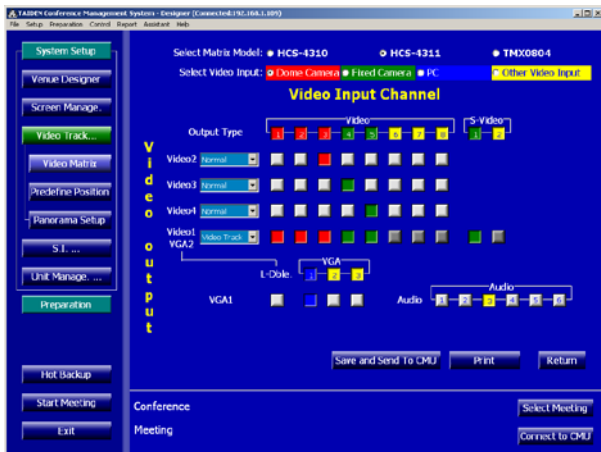 TAIDEN Conference Management System - Designer (Connected:192.168.1.189)
File Setup Preparation Control Report Assistant Help
System Setup
Venue Designer
Screen Manage.
Video Track...
Video Matrix
Predefine Position
Panorama Setup
S.I. ...
Unit Manage. ...
Preparation
Hot Backup
Start Meeting
Exit
Select Matrix Model: HCS-4310 HCS-4311 TMX0804
Select Video Input: Dome Camera Fixed Camera PC Other Video Input
Video Input Channel
Output Type Video S-Video
1 2 3 4 5 6 7 8 1 2
Video output
Video2 Normal
Video3 Normal
Video4 Normal
Video1 VGA2 Video Track
L-Dble. VGA
1 2 3
VGA1
Audio Audio
1 2 3 4 5 6
Save and Send To CMU Print Return
Conference Select Meeting
Meeting Connect to CMU